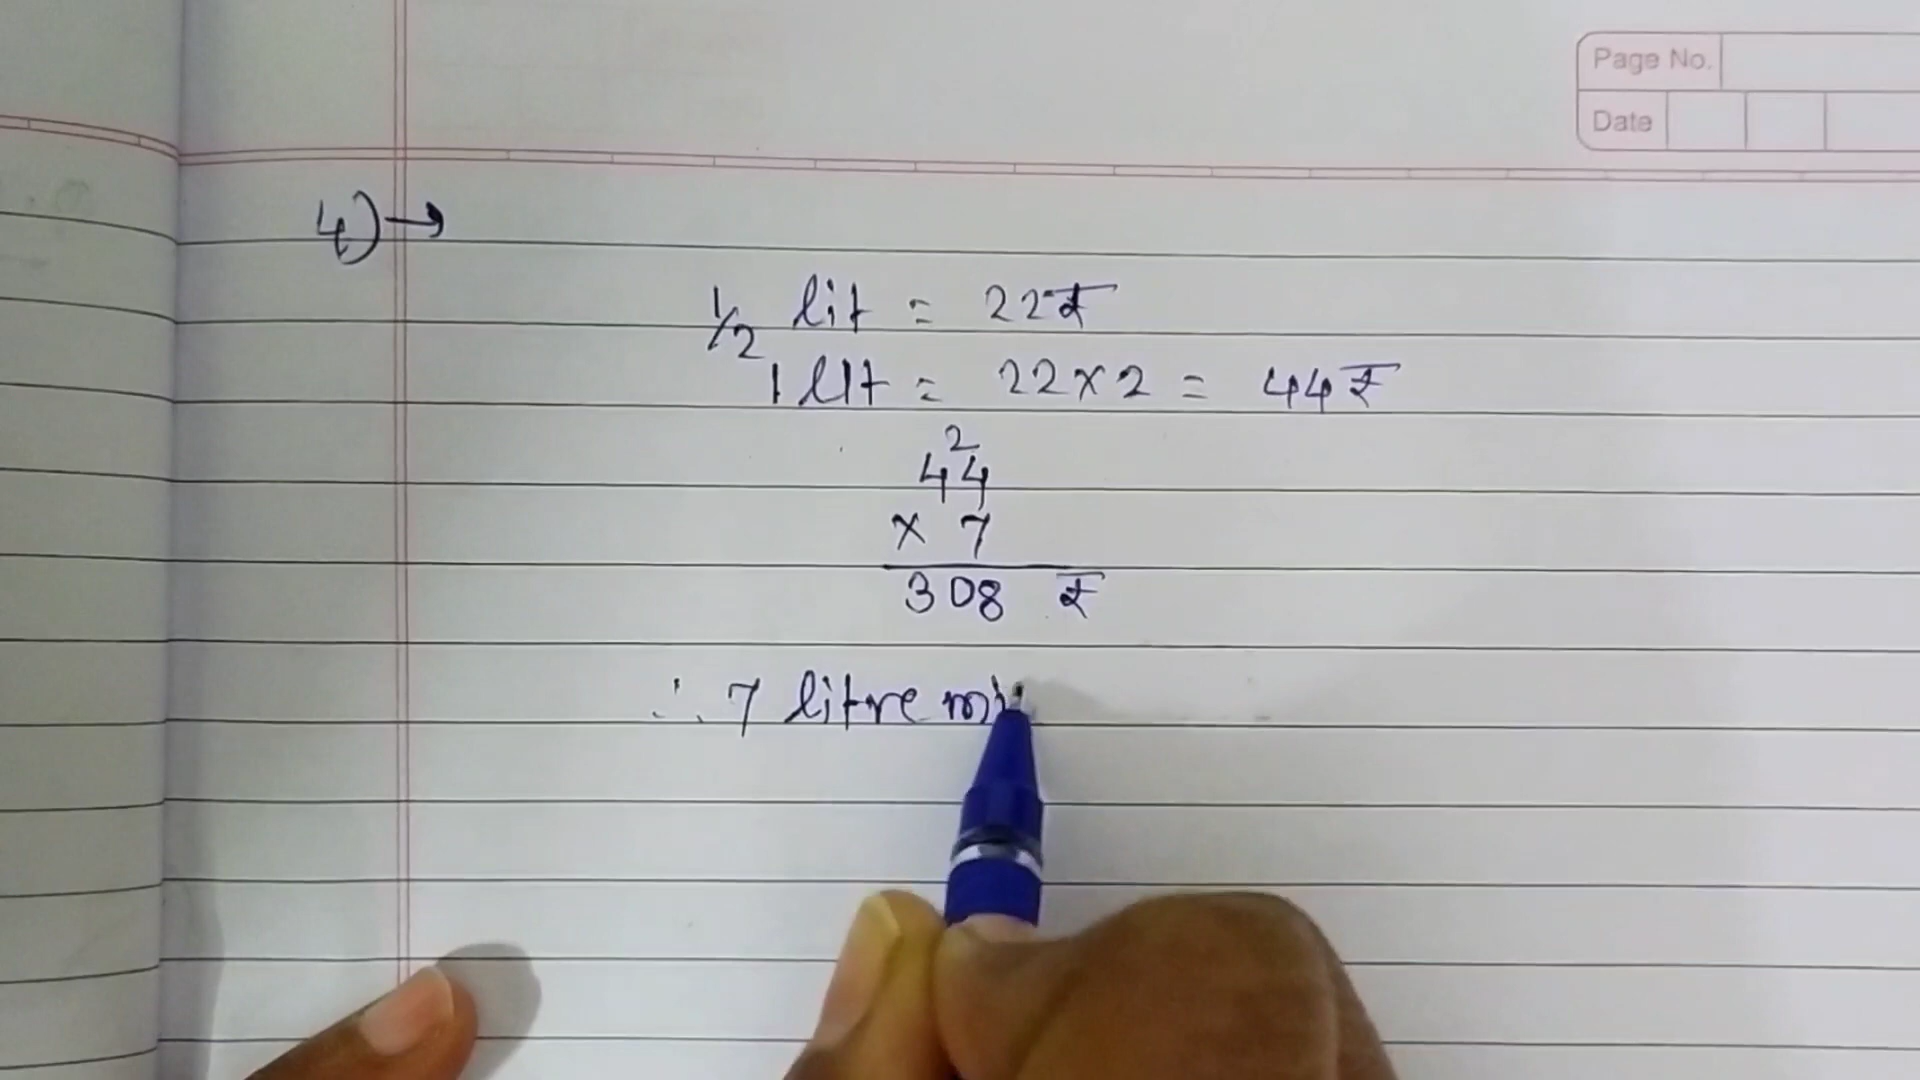 Page No.
Date
4) →
1/2 lit = 22 ₹
1 lit = 22 × 2 = 44 ₹
2
44
× 7
308 ₹
∴ 7 litre